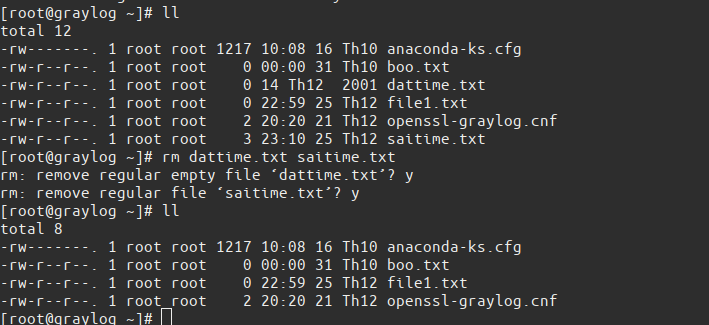 [root@graylog ~]# ll
total 12
-rw-------. 1 root root 1217 10:08 16 Th10 anaconda-ks.cfg
-rw-r--r--. 1 root root    0 00:00 31 Th10 boo.txt
-rw-r--r--. 1 root root    0 14 Th12  2001 dattime.txt
-rw-r--r--. 1 root root    0 22:59 25 Th12 file1.txt
-rw-r--r--. 1 root root    2 20:20 21 Th12 openssl-graylog.cnf
-rw-r--r--. 1 root root    3 23:10 25 Th12 saitime.txt
[root@graylog ~]# rm dattime.txt saitime.txt
rm: remove regular empty file ‘dattime.txt’? y
rm: remove regular file ‘saitime.txt’? y
[root@graylog ~]# ll
total 8
-rw-------. 1 root root 1217 10:08 16 Th10 anaconda-ks.cfg
-rw-r--r--. 1 root root    0 00:00 31 Th10 boo.txt
-rw-r--r--. 1 root root    0 22:59 25 Th12 file1.txt
-rw-r--r--. 1 root root    2 20:20 21 Th12 openssl-graylog.cnf
[root@graylog ~]#